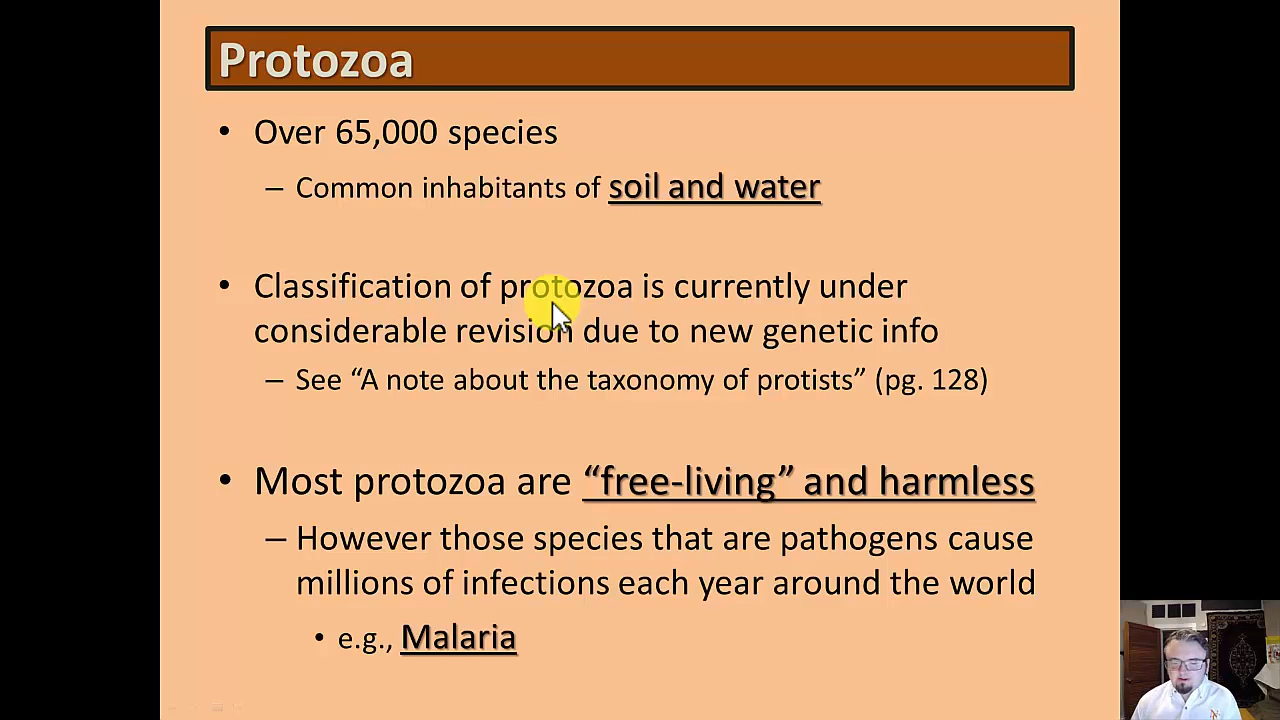 Protozoa
• Over 65,000 species
– Common inhabitants of soil and water
• Classification of protozoa is currently under
considerable revision due to new genetic info
– See “A note about the taxonomy of protists” (pg. 128)
• Most protozoa are “free-living” and harmless
– However those species that are pathogens cause
millions of infections each year around the world
• e.g., Malaria